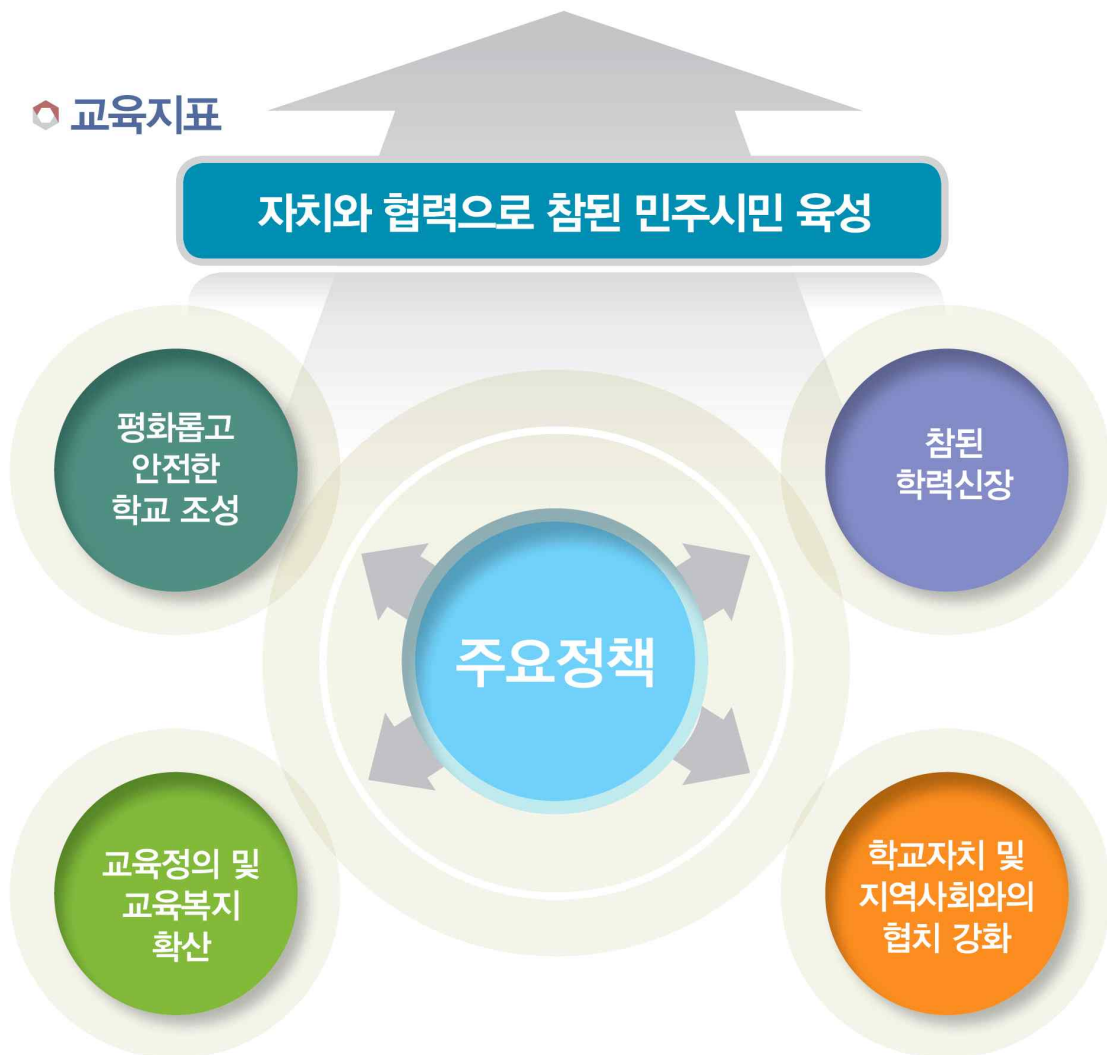 교육지표
자치와 협력으로 참된 민주시민 육성
평화롭고
안전한
학교 조성
참된
학력신장
주요정책
교육정의 및
교육복지
확산
학교자치 및
지역사회와의
협치 강화